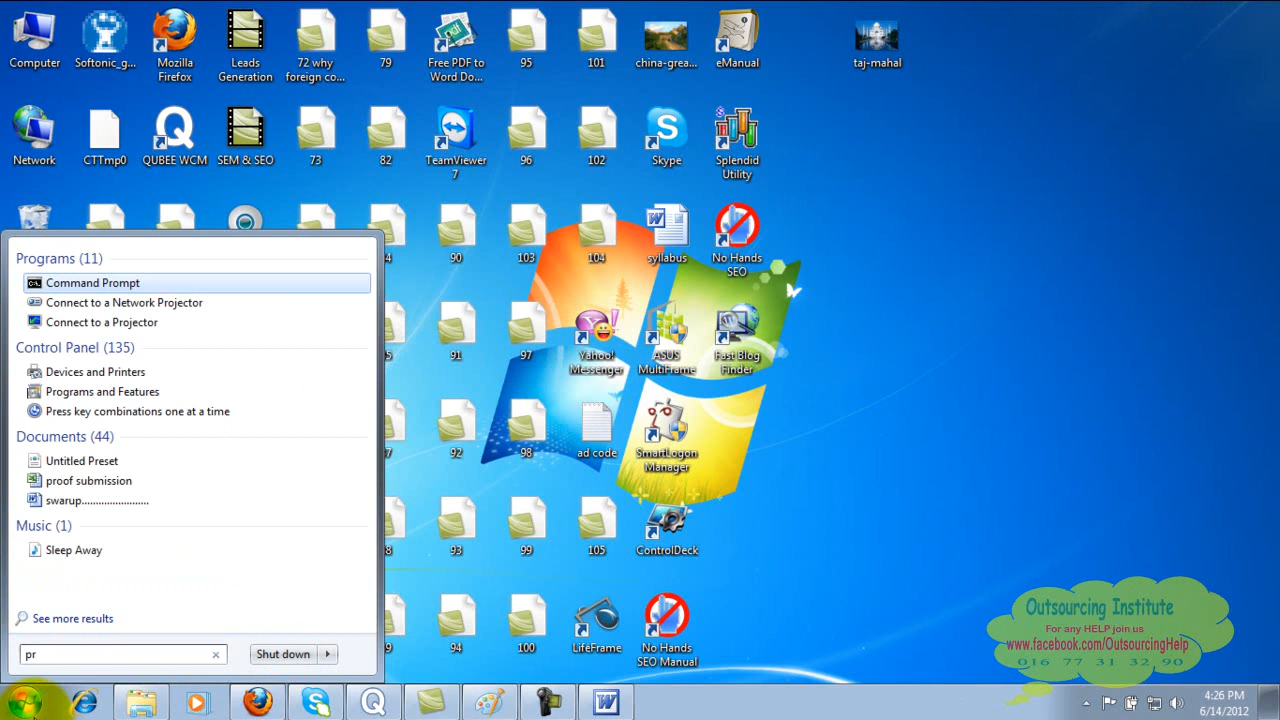 Computer
Softonic_g...
Mozilla
Firefox
Leads
Generation
72 why
foreign co...
79
Free PDF to
Word Do...
95
101
china-grea...
eManual
taj-mahal
Network
CTTmp0
QUBEE WCM
SEM & SEO
73
82
TeamViewer
7
96
102
Skype
Splendid
Utility
90
103
104
syllabus
No Hands
SEO
91
97
Yahoo!
Messenger
ASUS
MultiFrame
Fast Blog
Finder
92
98
ad code
SmartLogon
Manager
93
99
105
ControlDeck
94
100
LifeFrame
No Hands
SEO Manual
Programs (11)
Command Prompt
Connect to a Network Projector
Connect to a Projector
Control Panel (135)
Devices and Printers
Programs and Features
Press key combinations one at a time
Documents (44)
Untitled Preset
proof submission
swarup........................
Music (1)
Sleep Away
See more results
pr
Shut down
Outsourcing Institute
For any HELP join us
www.facebook.com/OutsourcingHelp
016 77 31 32 90
4:26 PM
6/14/2012